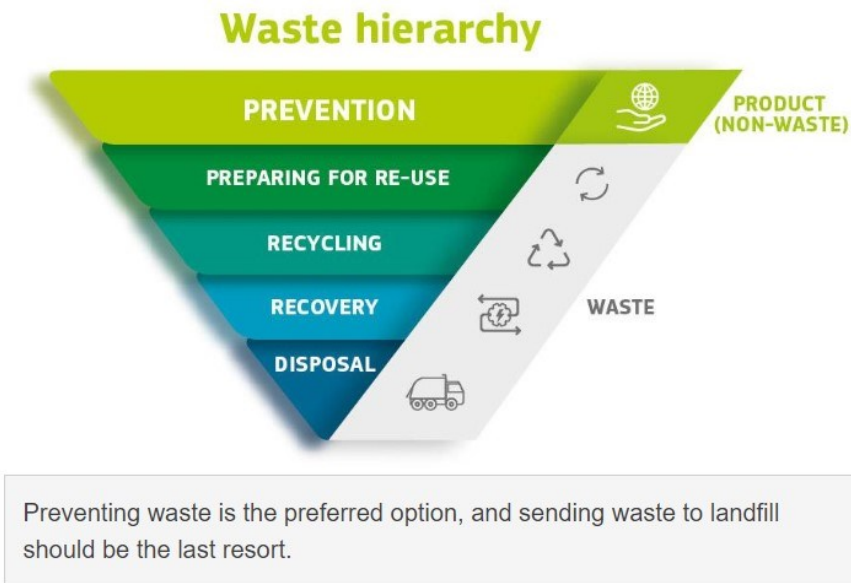 Waste hierarchy
PREVENTION
PRODUCT
(NON-WASTE)
PREPARING FOR RE-USE
RECYCLING
RECOVERY
WASTE
DISPOSAL
Preventing waste is the preferred option, and sending waste to landfill
should be the last resort.